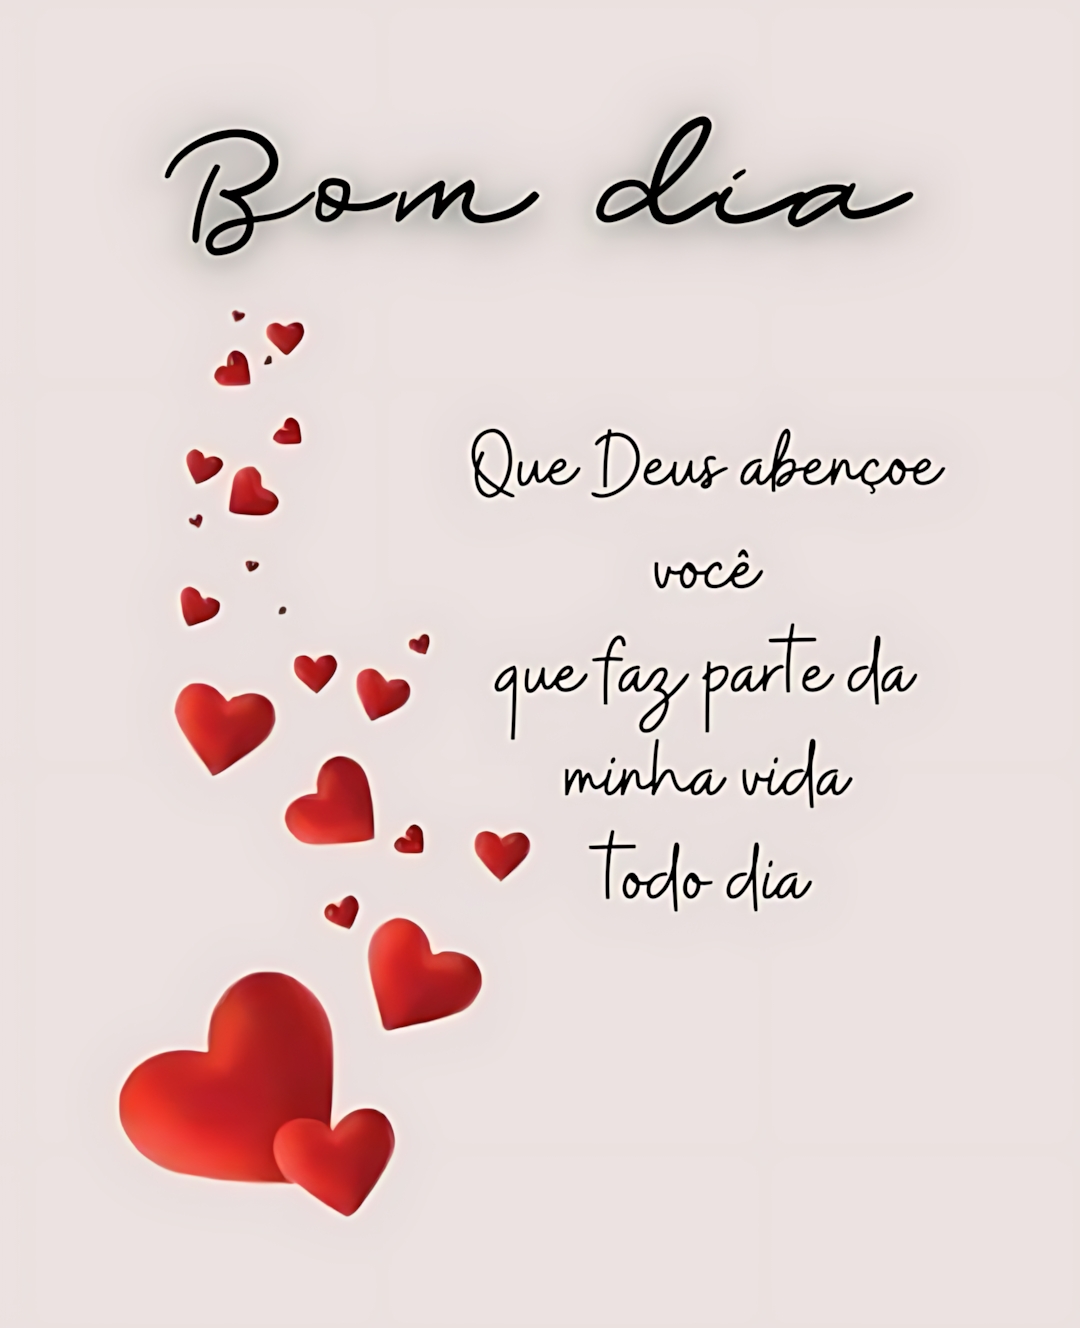 Bom dia
Que Deus abençoe
você
que faz parte da
minha vida
todo dia